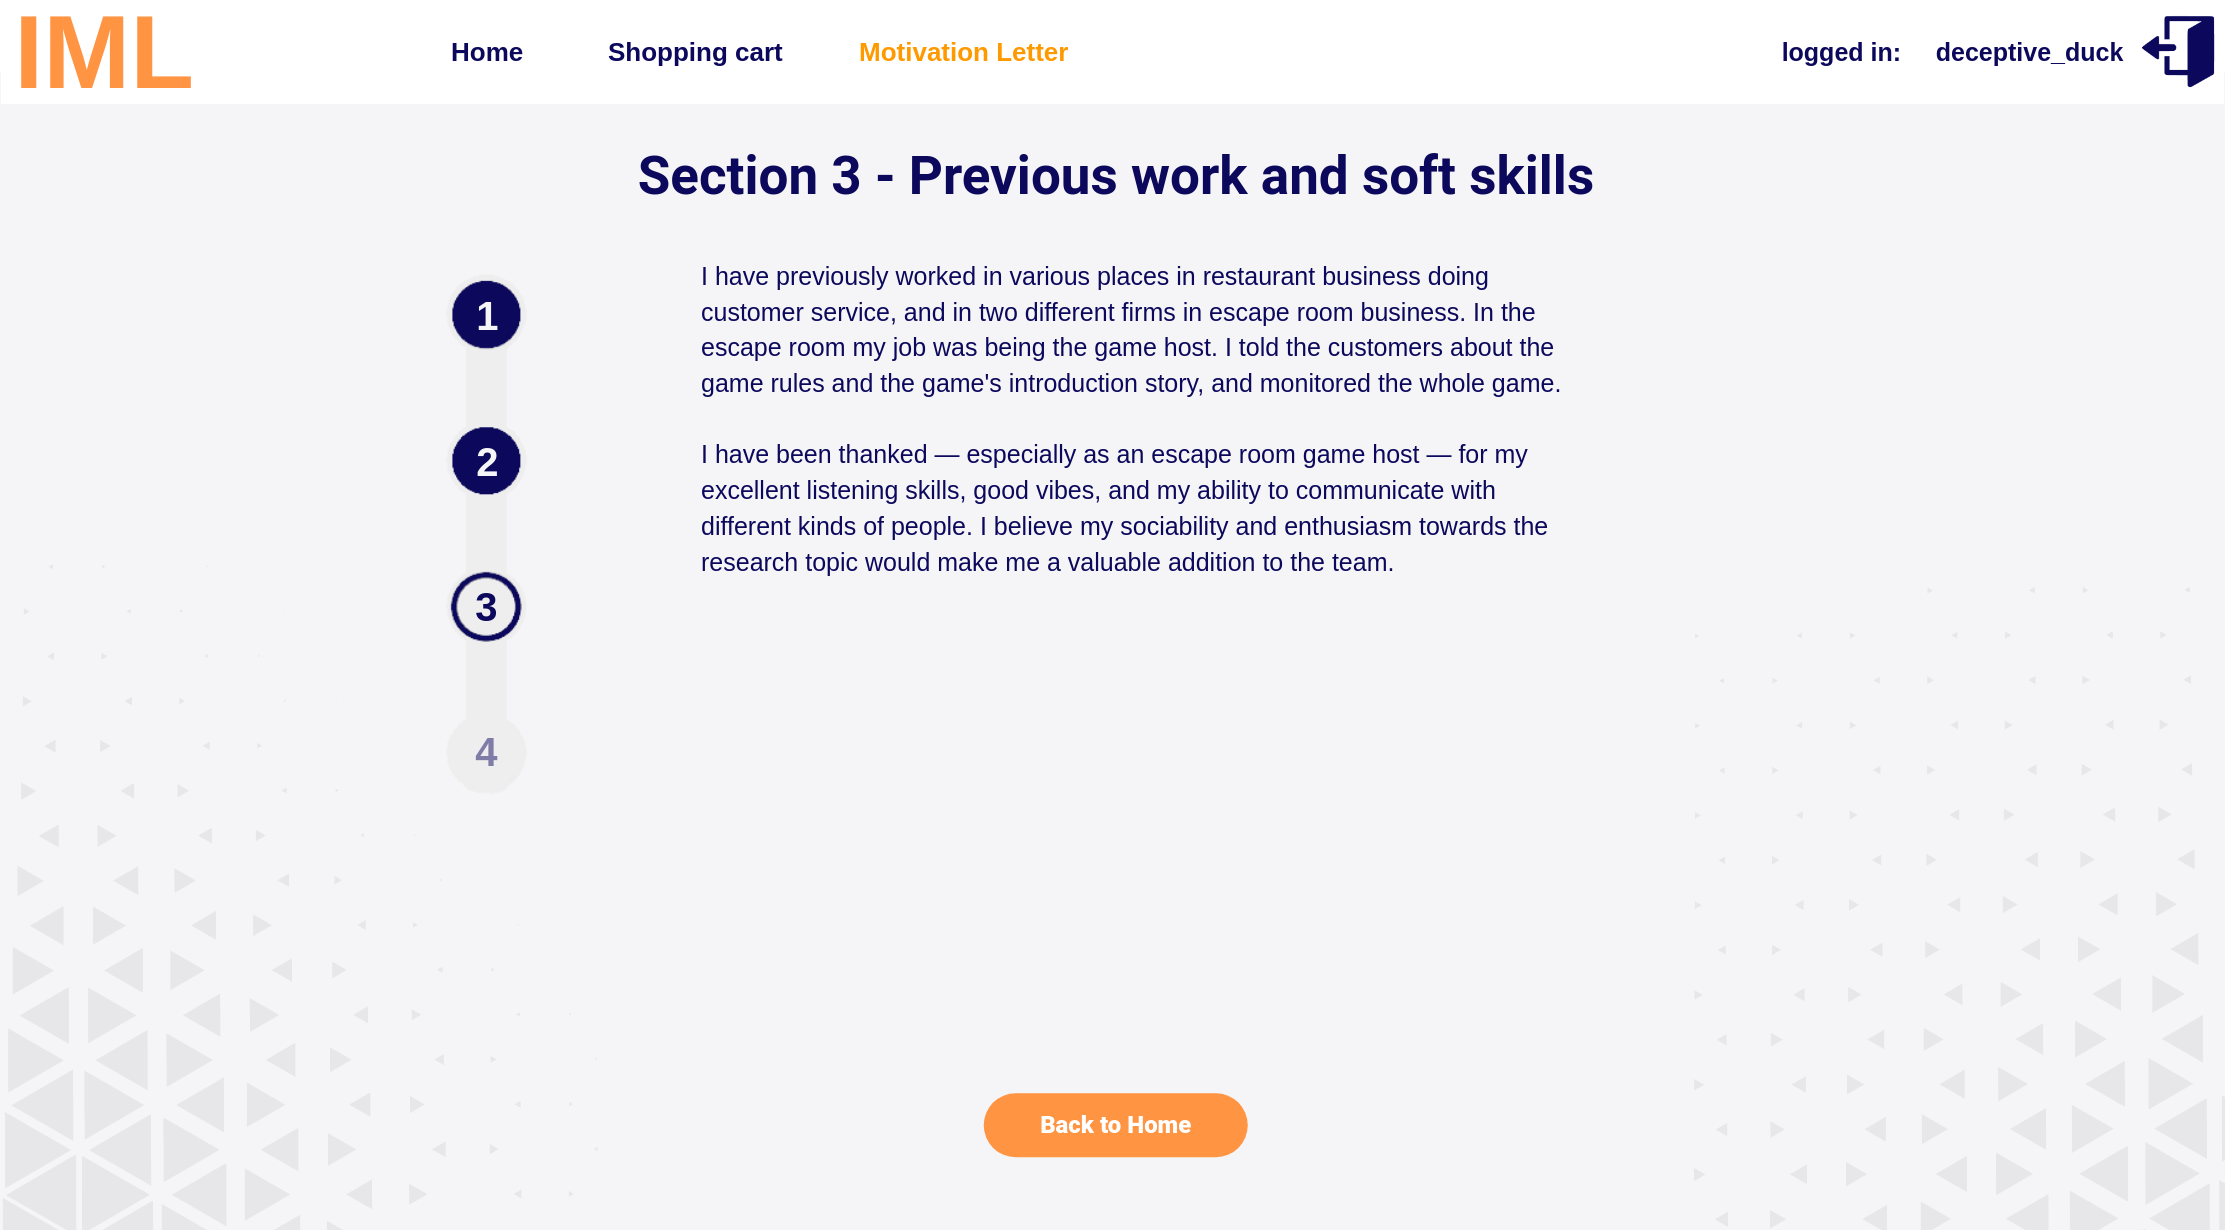 IML
Home
Shopping cart
Motivation Letter
logged in:
deceptive_duck
Section 3 - Previous work and soft skills
1
2
3
4
I have previously worked in various places in restaurant business doing
customer service, and in two different firms in escape room business. In the
escape room my job was being the game host. I told the customers about the
game rules and the game's introduction story, and monitored the whole game.
I have been thanked — especially as an escape room game host — for my
excellent listening skills, good vibes, and my ability to communicate with
different kinds of people. I believe my sociability and enthusiasm towards the
research topic would make me a valuable addition to the team.
Back to Home